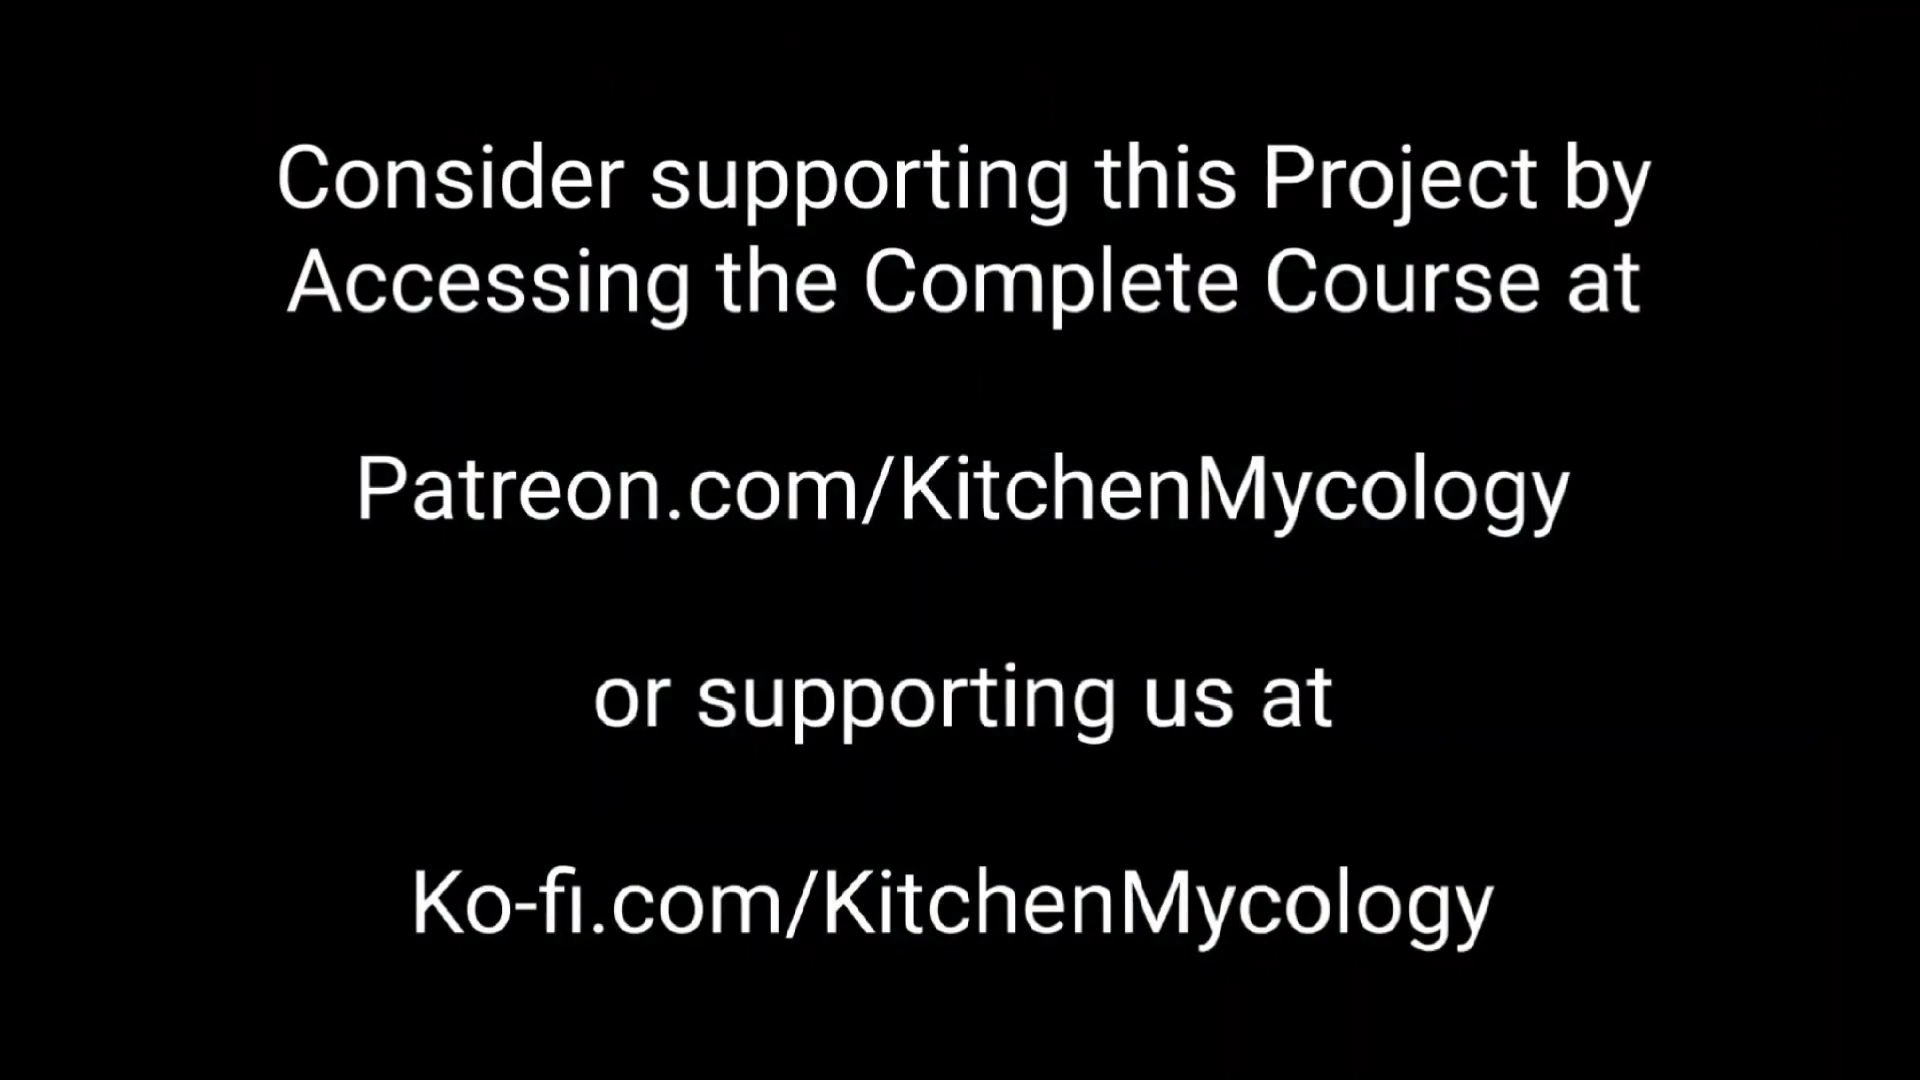 Consider supporting this Project by
Accessing the Complete Course at
Patreon.com/KitchenMycology
or supporting us at
Ko-fi.com/KitchenMycology